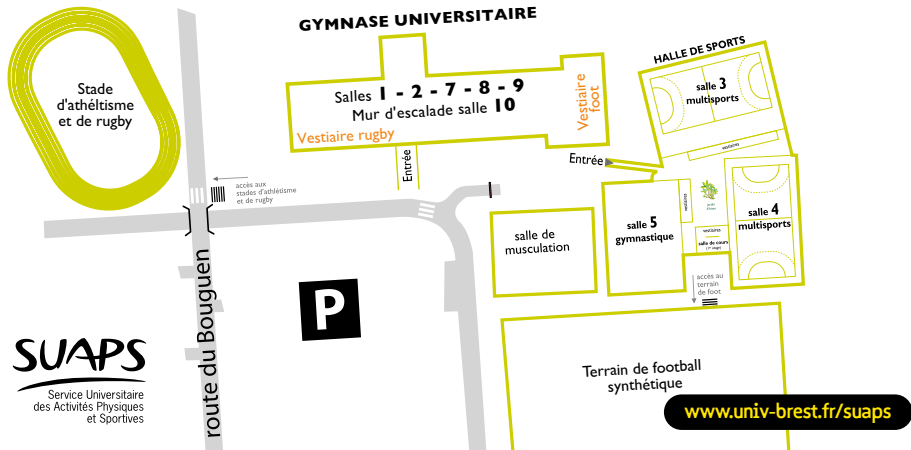 GYMNASE UNIVERSITAIRE
HALLE DE SPORTS
Stade
d'athéltisme
et de rugby
Salles 1 - 2 - 7 - 8 - 9
Mur d'escalade salle 10
Vestiaire rugby
Vestiaire
foot
Entrée
Entrée
salle 3
multisports
vestiaires
accès aux
stades d'athlétisme
et de rugby
salle de
musculation
salle 5
gymnastique
vestiaires
vestiaires
salle de cours
salle 4
multisports
accès au
terrain
de foot
route du Bouguen
P
Terrain de football
synthétique
SUAPS
Service Universitaire
des Activités Physiques
et Sportives
www.univ-brest.fr/suaps